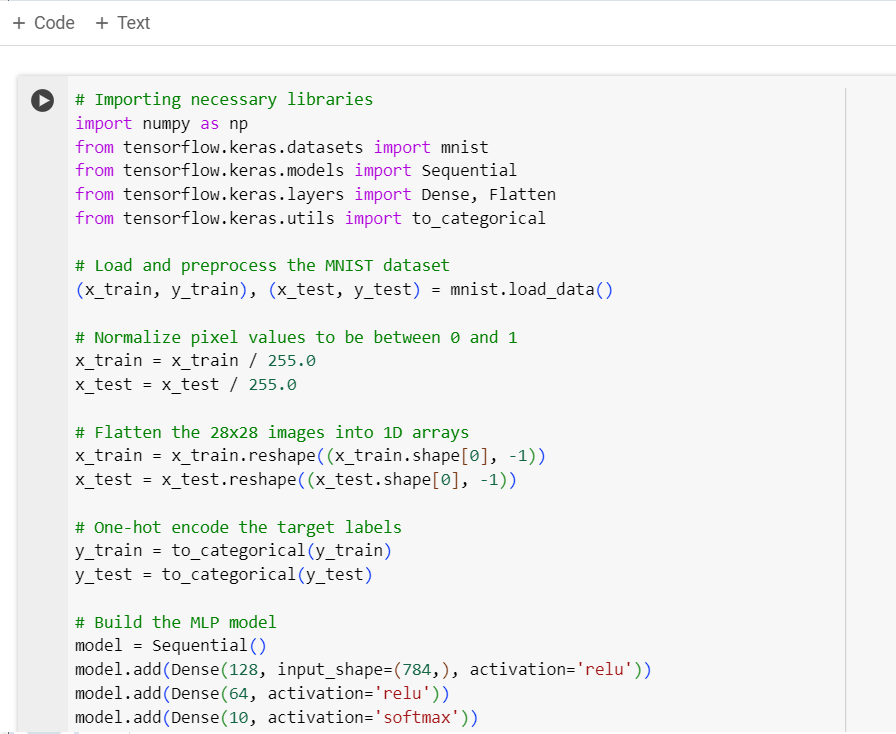 + Code + Text
# Importing necessary libraries
import numpy as np
from tensorflow.keras.datasets import mnist
from tensorflow.keras.models import Sequential
from tensorflow.keras.layers import Dense, Flatten
from tensorflow.keras.utils import to_categorical
# Load and preprocess the MNIST dataset
(x_train, y_train), (x_test, y_test) = mnist.load_data()
# Normalize pixel values to be between 0 and 1
x_train = x_train / 255.0
x_test = x_test / 255.0
# Flatten the 28x28 images into 1D arrays
x_train = x_train.reshape((x_train.shape[0], -1))
x_test = x_test.reshape((x_test.shape[0], -1))
# One-hot encode the target labels
y_train = to_categorical(y_train)
y_test = to_categorical(y_test)
# Build the MLP model
model = Sequential()
model.add(Dense(128, input_shape=(784,), activation='relu'))
model.add(Dense(64, activation='relu'))
model.add(Dense(10, activation='softmax'))